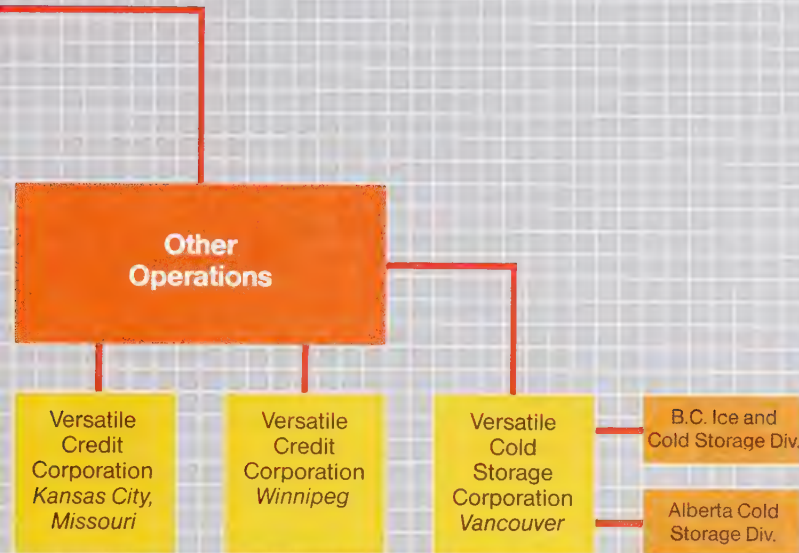 Other
Operations
Versatile
Credit
Corporation
Kansas City,
Missouri
Versatile
Credit
Corporation
Winnipeg
Versatile
Cold
Storage
Corporation
Vancouver
B.C. Ice and
Cold Storage Div.
Alberta Cold
Storage Div.